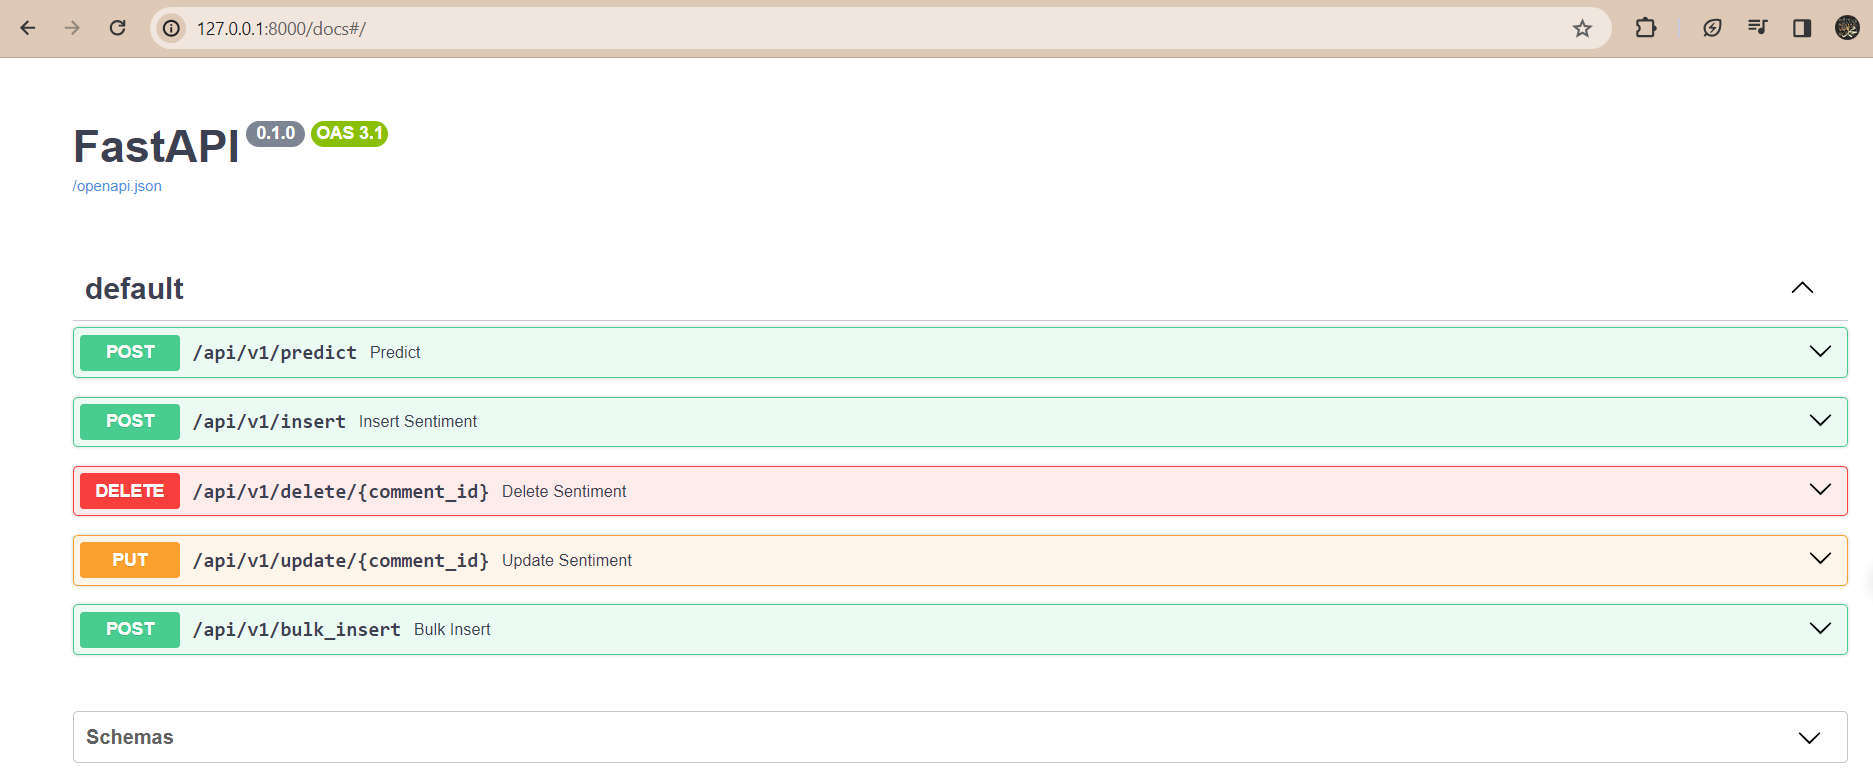 127.0.0.1:8000/docs#/
FastAPI 0.1.0 OAS 3.1
/openapi.json
default
POST /api/v1/predict Predict
POST /api/v1/insert Insert Sentiment
DELETE /api/v1/delete/{comment_id} Delete Sentiment
PUT /api/v1/update/{comment_id} Update Sentiment
POST /api/v1/bulk_insert Bulk Insert
Schemas